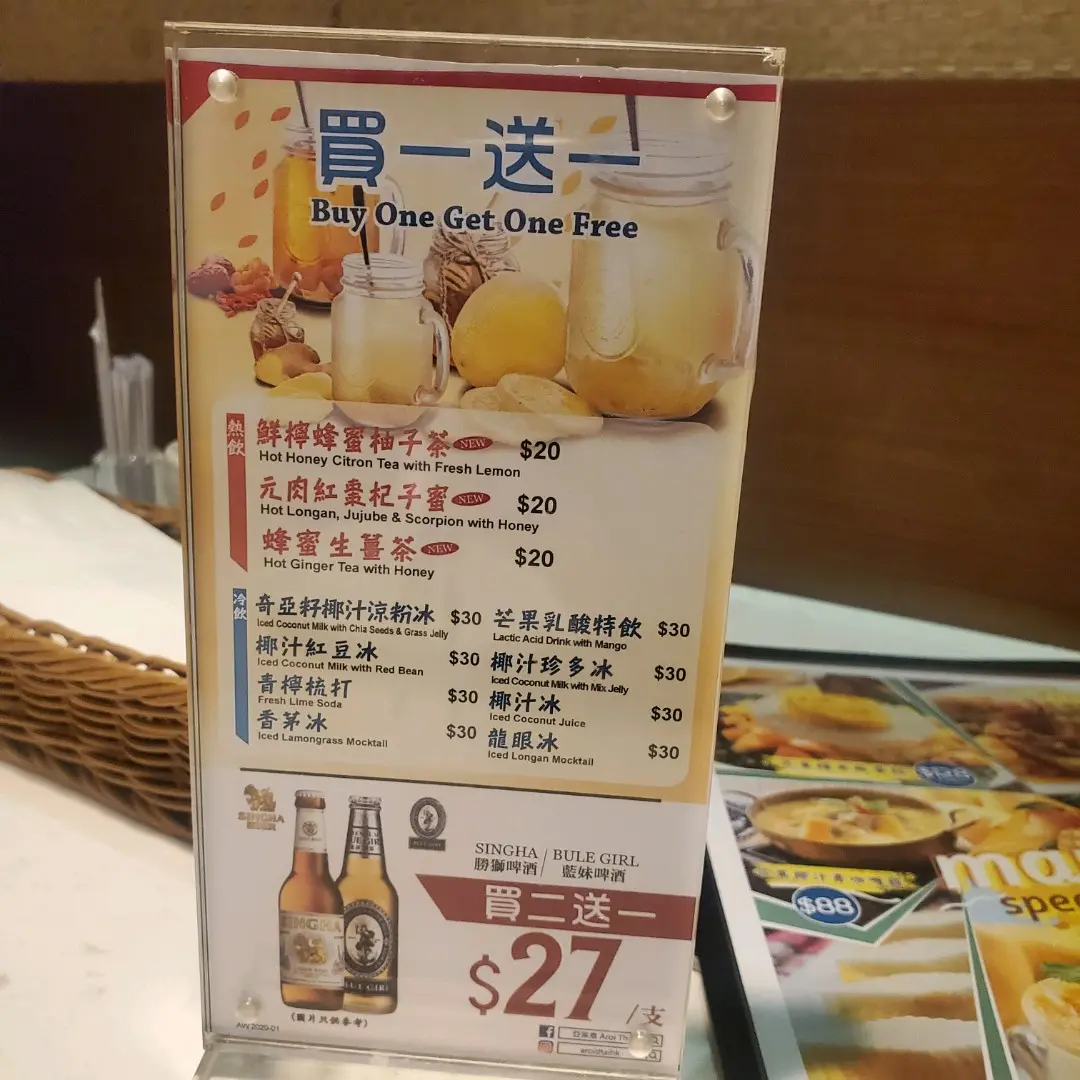 買一送一
Buy One Get One Free
熱飲
鮮檸蜂蜜柚子茶 NEW $20
Hot Honey Citron Tea with Fresh Lemon
元肉紅棗杞子蜜 NEW $20
Hot Longan, Jujube & Scorpion with Honey
蜂蜜生薑茶 NEW $20
Hot Ginger Tea with Honey
冷飲
奇亞籽椰汁涼粉冰 $30
Iced Coconut Milk with Chia Seeds & Grass Jelly
椰汁紅豆冰 $30
Iced Coconut Milk with Red Bean
青檸梳打 $30
Fresh Lime Soda
香茅冰 $30
Iced Lamongrass Mocktail
芒果乳酸特飲 $30
Lactic Acid Drink with Mango
椰汁珍多冰 $30
Iced Coconut Milk with Mix Jelly
椰汁冰 $30
Iced Coconut Juice
龍眼冰 $30
Iced Longan Mocktail
SINGHA
SINGHA
BLUE GIRL
SINGHA / BULE GIRL
勝獅啤酒 / 藍妹啤酒
買二送一
$27/支
(圖片只供參考)
AW2020-01
Aroi Th
aroithaihk
$88
ma
spec